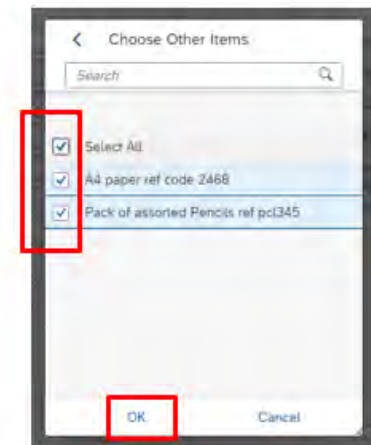 Choose Other Items
Search
Select All
A4 paper ref code 2468
Pack of assorted Pencils ref pcl345
OK
Cancel